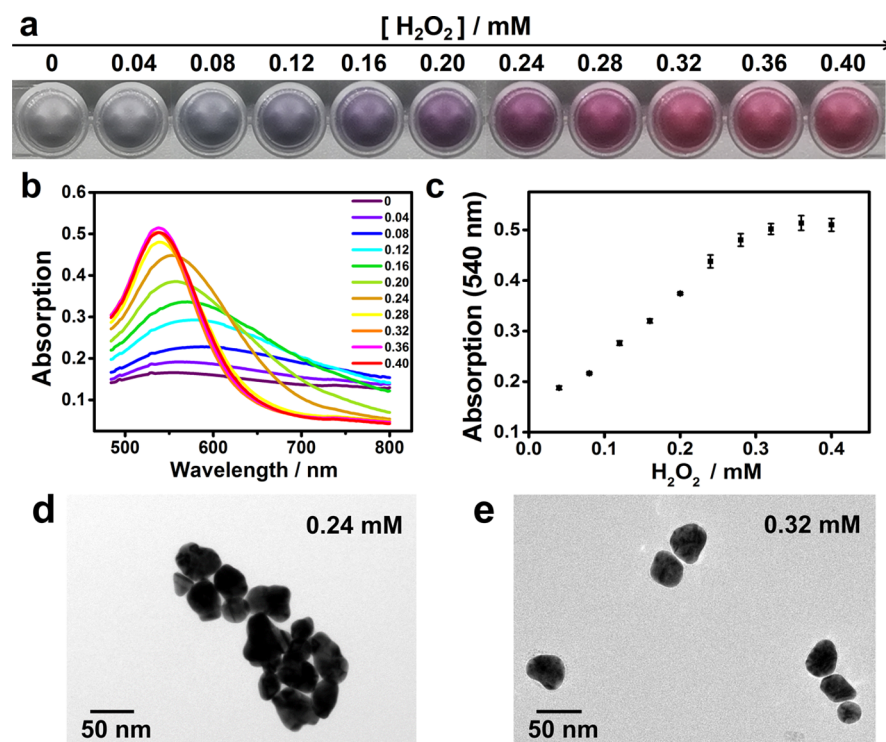 a
[ H₂O₂ ] / mM
0 0.04 0.08 0.12 0.16 0.20 0.24 0.28 0.32 0.36 0.40
b
0.6
0.5
0.4
0.3
0.2
0.1
Absorption
500 600 700 800
Wavelength / nm
0
0.04
0.08
0.12
0.16
0.20
0.24
0.28
0.32
0.36
0.40
c
0.5
0.4
0.3
0.2
0.1
Absorption (540 nm)
0.0 0.1 0.2 0.3 0.4
H₂O₂ / mM
d
0.24 mM
50 nm
e
0.32 mM
50 nm